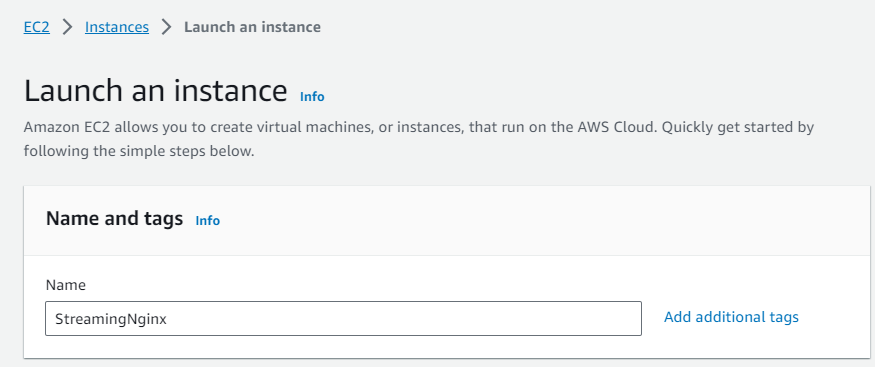 EC2 > Instances > Launch an instance
Launch an instance Info
Amazon EC2 allows you to create virtual machines, or instances, that run on the AWS Cloud. Quickly get started by
following the simple steps below.
Name and tags Info
Name
StreamingNginx Add additional tags